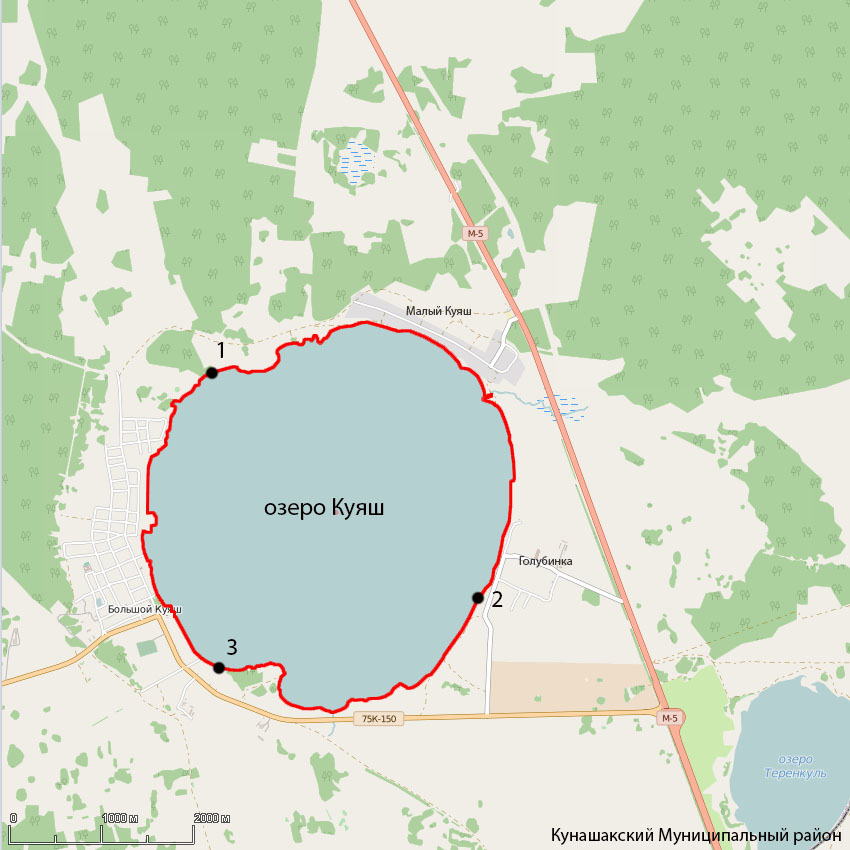 М-5
Малый Куяш
1
озеро Куяш
Голубинка
2
Большой Куяш
3
75К-150
М-5
озеро
Теренкуль
0 1000 м 2000 м
Кунашакский Муниципальный район